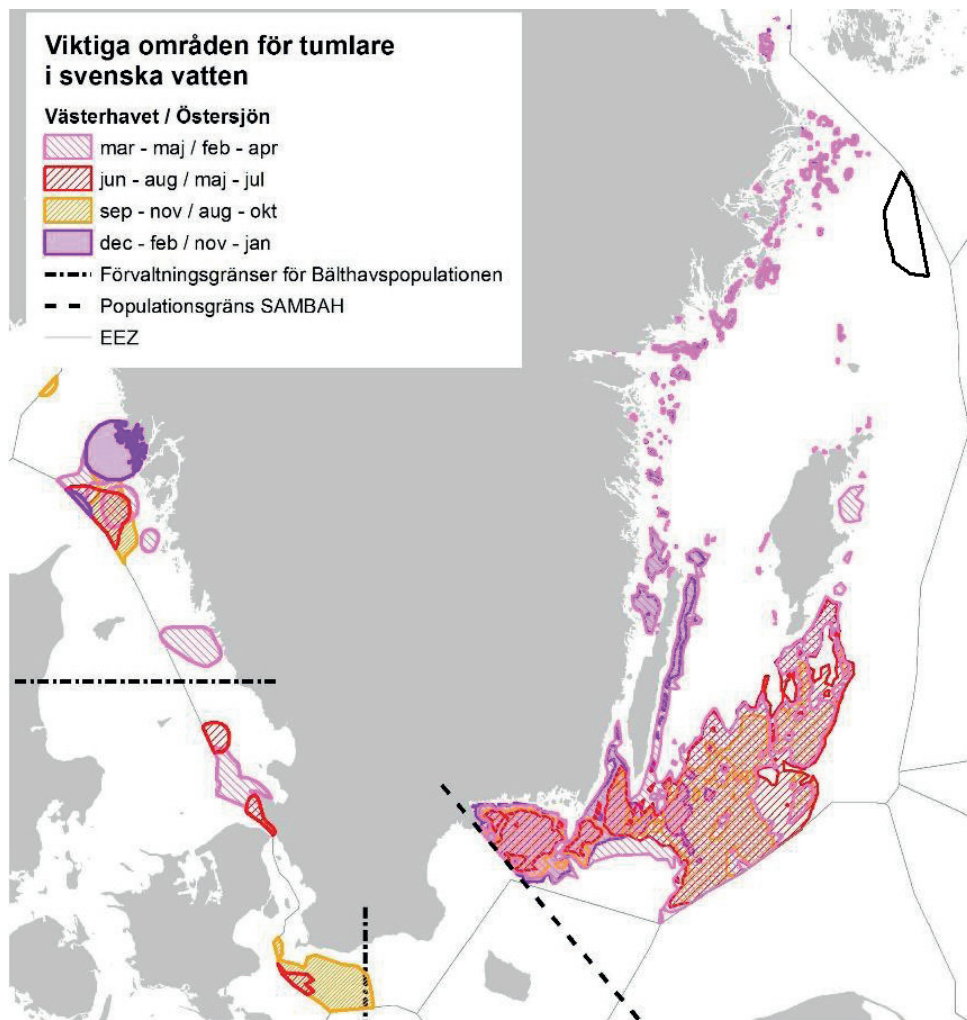 Viktiga områden för tumlare
i svenska vatten
Västerhavet / Östersjön
mar - maj / feb - apr
jun - aug / maj - jul
sep - nov / aug - okt
dec - feb / nov - jan
Förvaltningsgränser för Bälthavspopulationen
Populationsgräns SAMBAH
EEZ